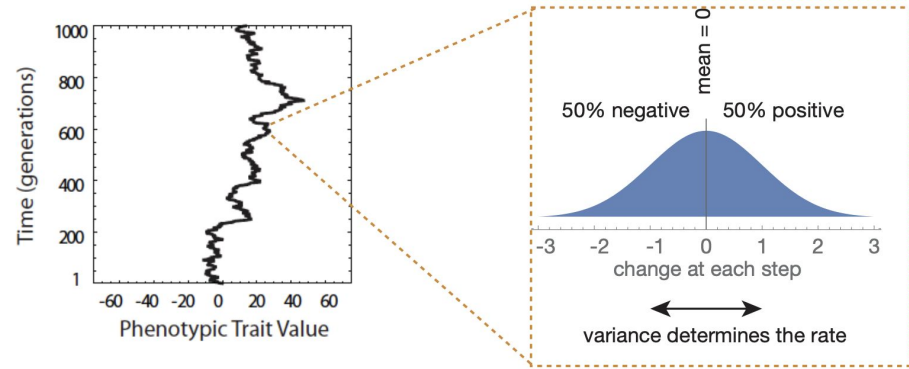 Time (generations)
1000
800
600
400
200
1
-60 -40 -20 0 20 40 60
Phenotypic Trait Value
mean = 0
50% negative 50% positive
-3 -2 -1 0 1 2 3
change at each step
variance determines the rate